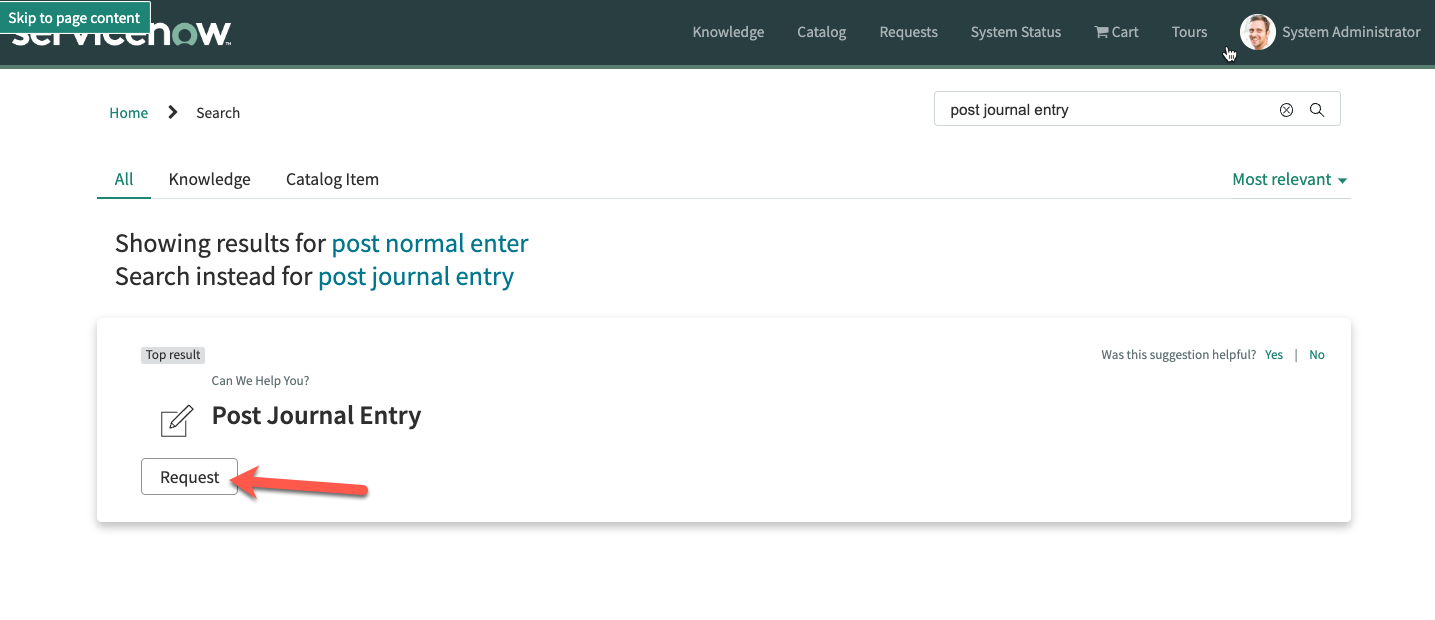 Skip to page content
servicenow
Knowledge Catalog Requests System Status Cart Tours System Administrator
Home Search
post journal entry
All Knowledge Catalog Item Most relevant
Showing results for post normal enter
Search instead for post journal entry
Top result Was this suggestion helpful? Yes | No
Can We Help You?
Post Journal Entry
Request